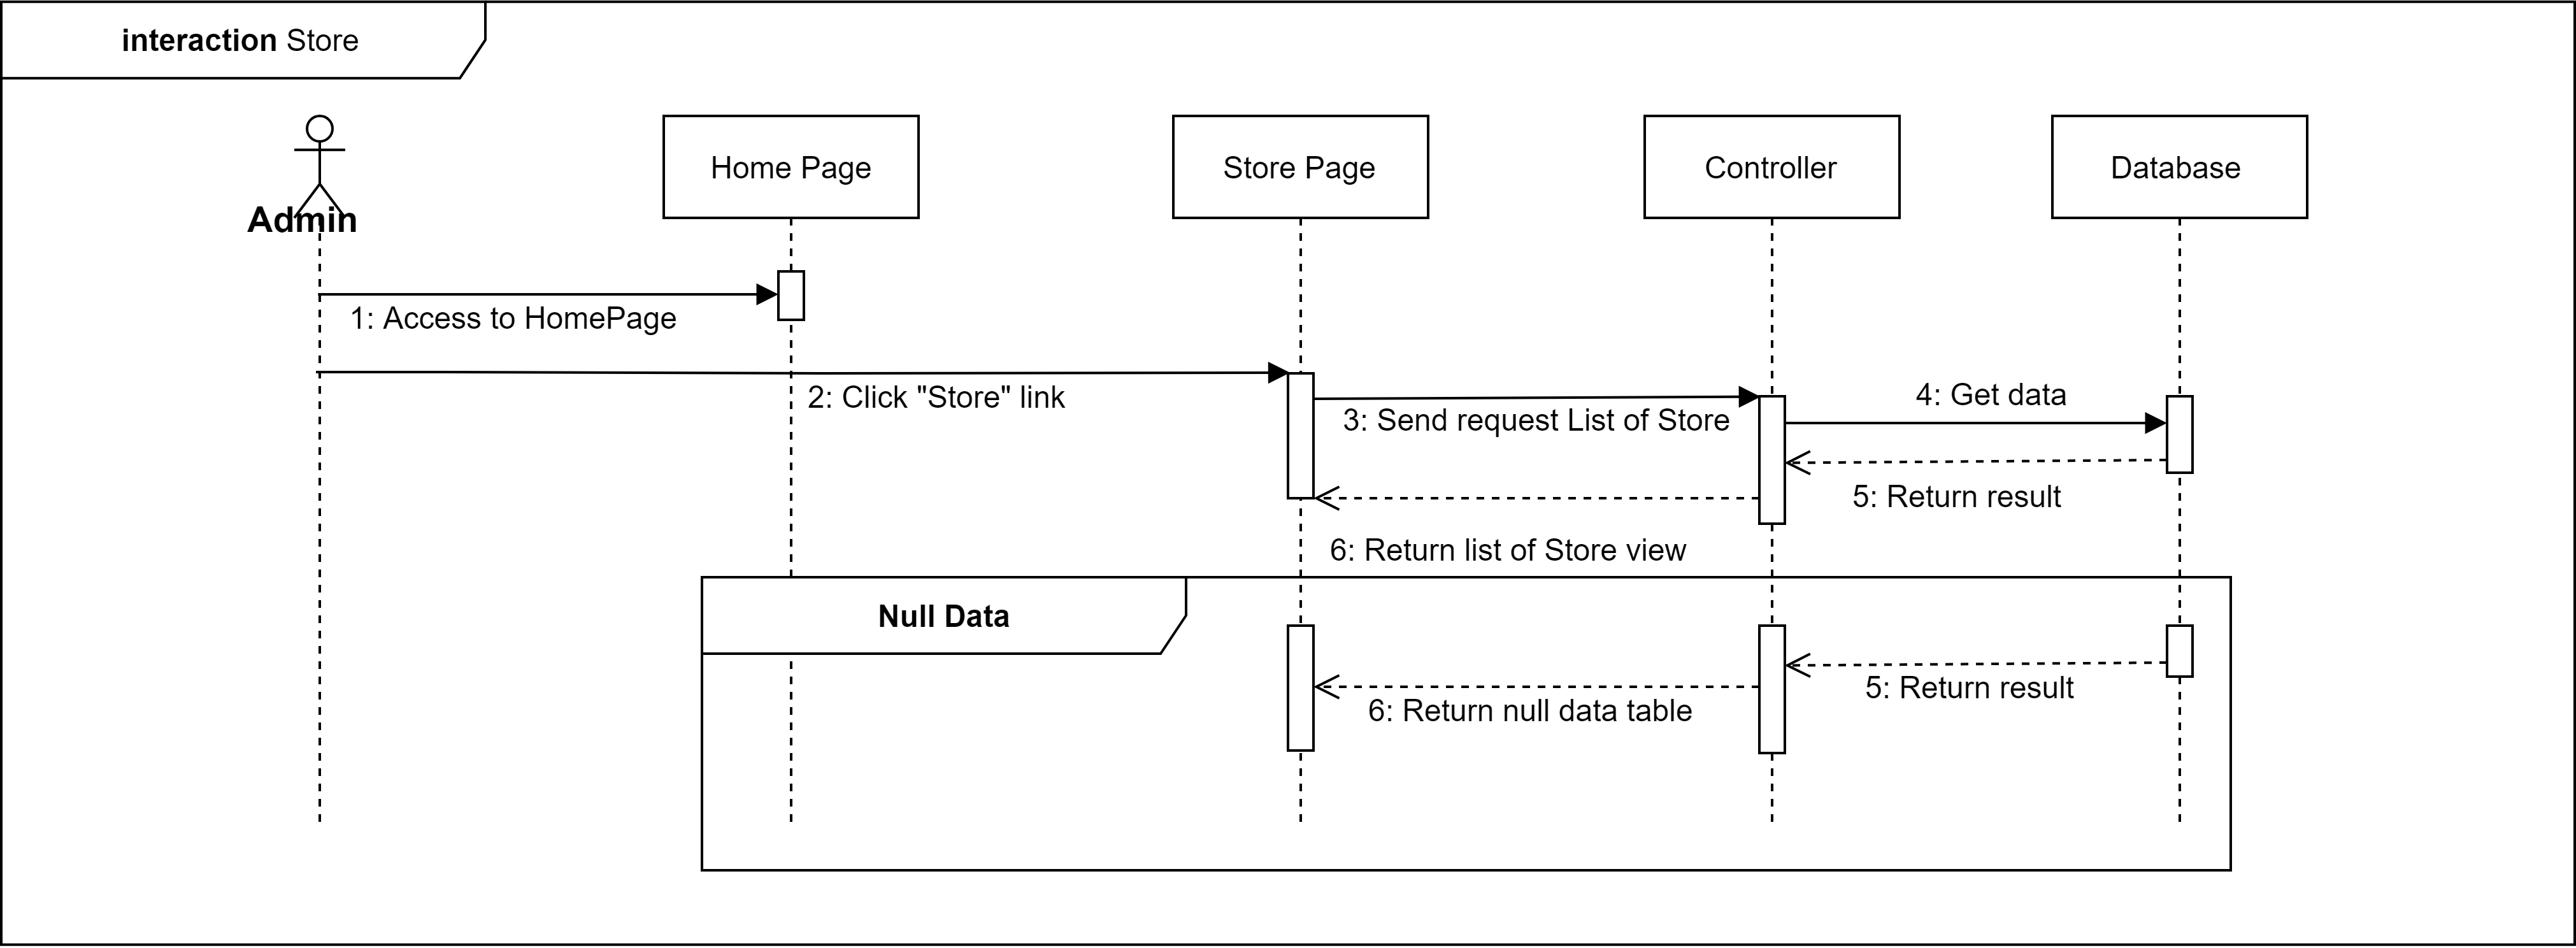 interaction Store
Admin
Home Page
Store Page
Controller
Database
1: Access to HomePage
2: Click "Store" link
3: Send request List of Store
4: Get data
5: Return result
6: Return list of Store view
Null Data
5: Return result
6: Return null data table